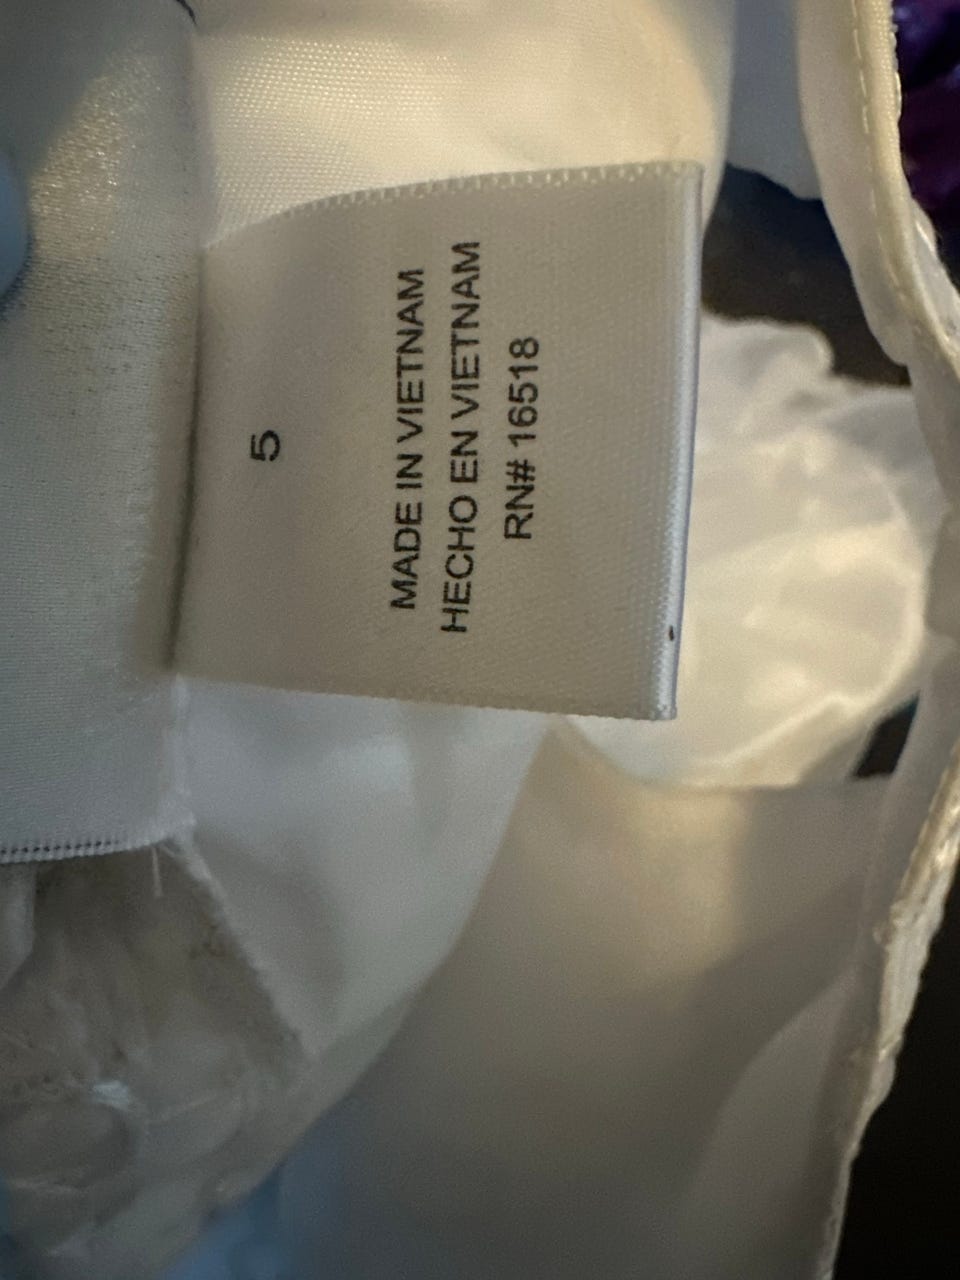 5
MADE IN VIETNAM
HECHO EN VIETNAM
RN# 16518